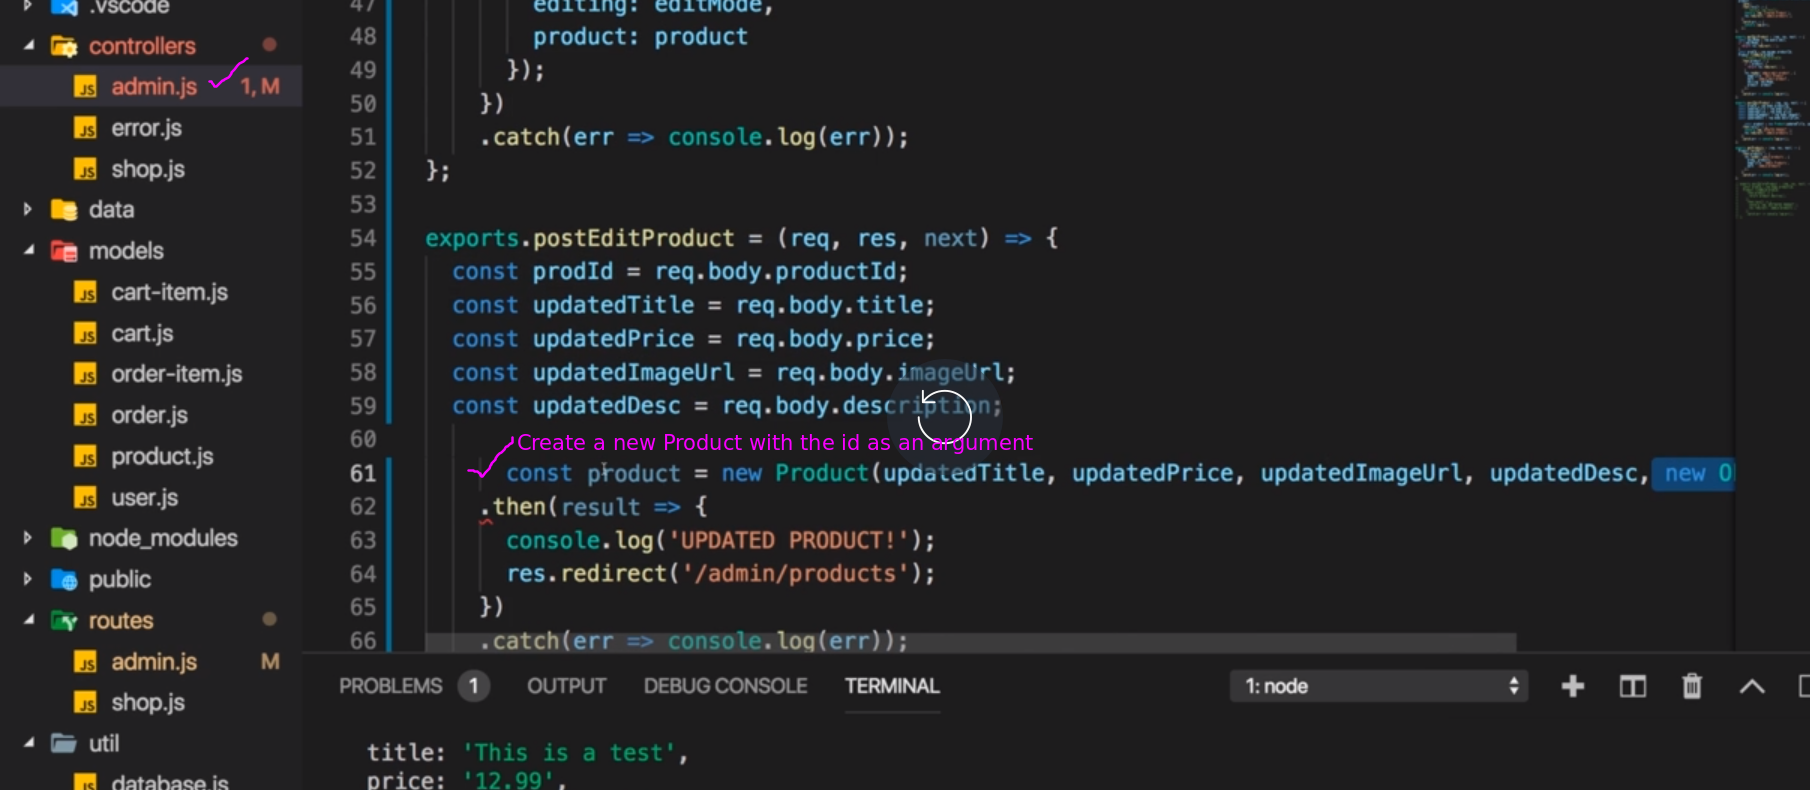 .vscode
controllers
admin.js 1, M
error.js
shop.js
data
models
cart-item.js
cart.js
order-item.js
order.js
product.js
user.js
node_modules
public
routes
admin.js M
shop.js
util
database.js
47 editing: editMode,
48 product: product
49 });
50 })
51 .catch(err => console.log(err));
52 };
53
54 exports.postEditProduct = (req, res, next) => {
55 const prodId = req.body.productId;
56 const updatedTitle = req.body.title;
57 const updatedPrice = req.body.price;
58 const updatedImageUrl = req.body.imageUrl;
59 const updatedDesc = req.body.description;
60
Create a new Product with the id as an argument
61 const product = new Product(updatedTitle, updatedPrice, updatedImageUrl, updatedDesc, new O
62 .then(result => {
63 console.log('UPDATED PRODUCT!');
64 res.redirect('/admin/products');
65 })
66 .catch(err => console.log(err));
PROBLEMS 1 OUTPUT DEBUG CONSOLE TERMINAL 1: node
title: 'This is a test',
price: '12.99',